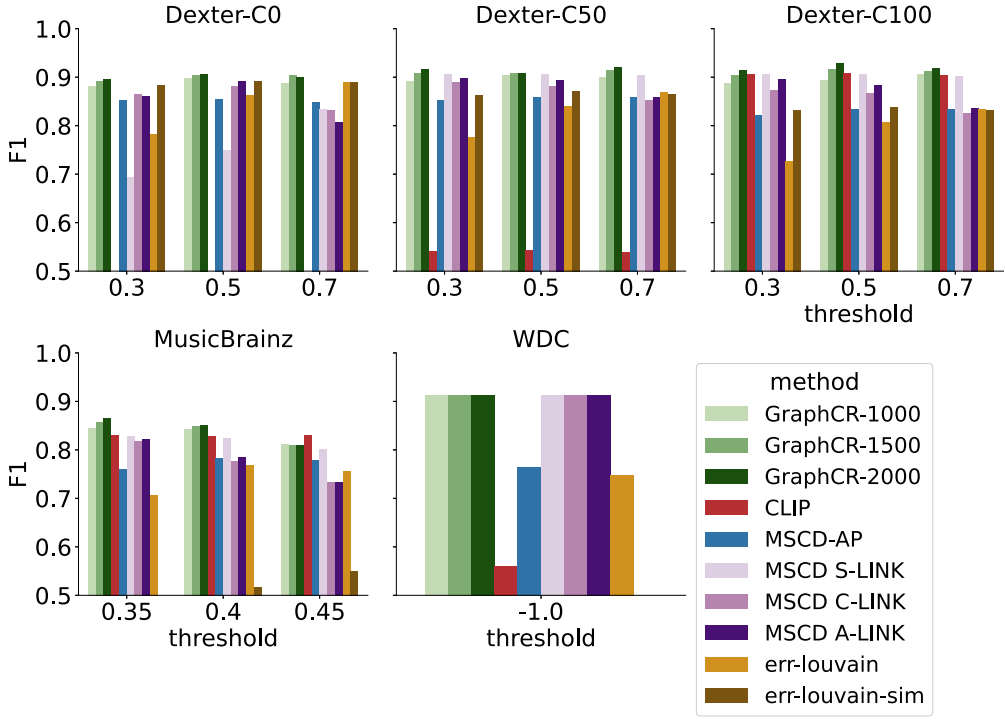 Dexter-C0
Dexter-C50
Dexter-C100
1.0
0.9
0.8
0.7
0.6
0.5
F1
0.3 0.5 0.7
0.3 0.5 0.7
0.3 0.5 0.7
threshold
MusicBrainz
WDC
1.0
0.9
0.8
0.7
0.6
0.5
F1
0.35 0.4 0.45
threshold
-1.0
threshold
method
GraphCR-1000
GraphCR-1500
GraphCR-2000
CLIP
MSCD-AP
MSCD S-LINK
MSCD C-LINK
MSCD A-LINK
err-louvain
err-louvain-sim